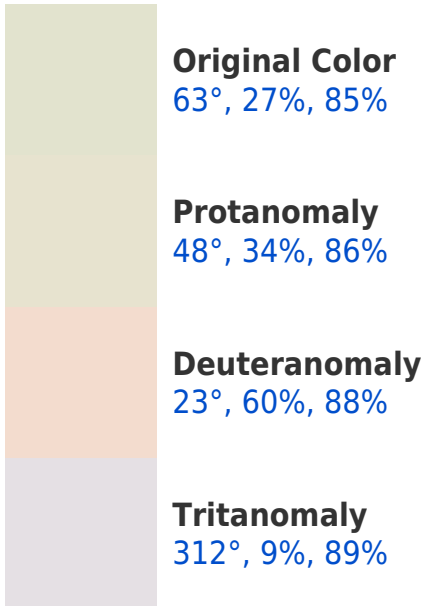 Original Color
63°, 27%, 85%
Protanomaly
48°, 34%, 86%
Deuteranomaly
23°, 60%, 88%
Tritanomaly
312°, 9%, 89%